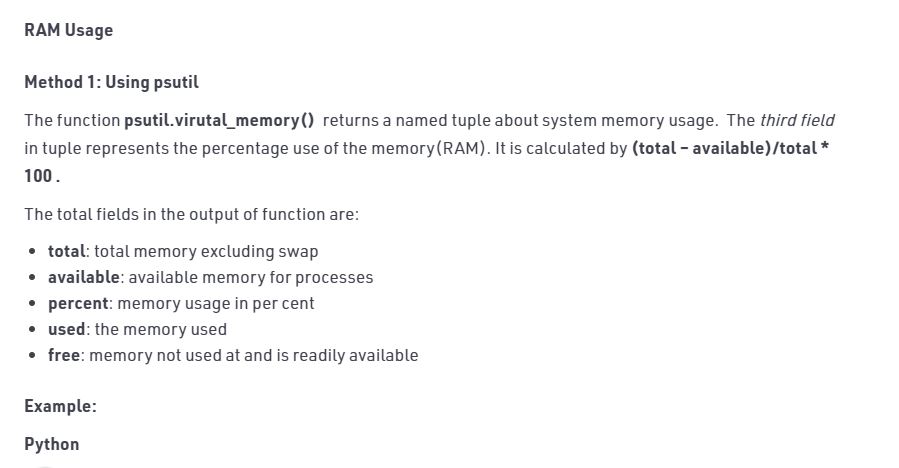 RAM Usage
Method 1: Using psutil
The function psutil.virutal_memory() returns a named tuple about system memory usage. The third field
in tuple represents the percentage use of the memory(RAM). It is calculated by (total – available)/total *
100 .
The total fields in the output of function are:
• total: total memory excluding swap
• available: available memory for processes
• percent: memory usage in per cent
• used: the memory used
• free: memory not used at and is readily available
Example:
Python